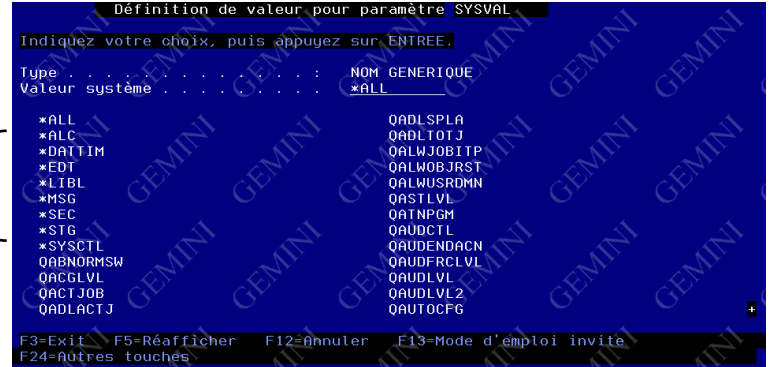 Définition de valeur pour paramètre SYSVAL
Indiquez votre choix, puis appuyez sur ENTREE.
Type . . . . . . . . . . . . . . : NOM GENERIQUE
Valeur système . . . . . . . . . *ALL
*ALL QADLSPLA
*ALC QADLTOTJ
*DATTIM QALWJOBITP
*EDT QALWOBJRST
*LIBL QALWUSRDMN
*MSG QASTLVL
*SEC QATNPGM
*STG QAUDCTL
*SYSCTL QAUDENDACN
QABNORMSW QAUDFRCLVL
QACGLVL QAUDLVL
QACTJOB QAUDLVL2
QADLACTJ QAUTOCFG
+
F3=Exit F5=Réafficher F12=Annuler F13=Mode d'emploi invite
F24=Autres touches
GEMINI